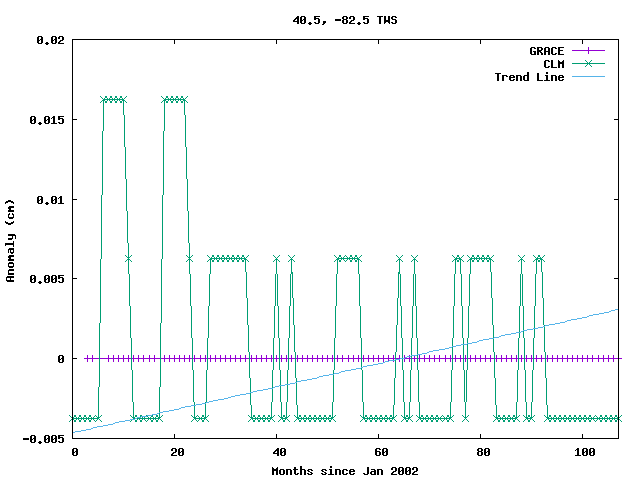 40.5, -82.5 TWS
GRACE
CLM
Trend Line
0.02
0.015
0.01
0.005
0
-0.005
Anomaly (cm)
0 20 40 60 80 100
Months since Jan 2002